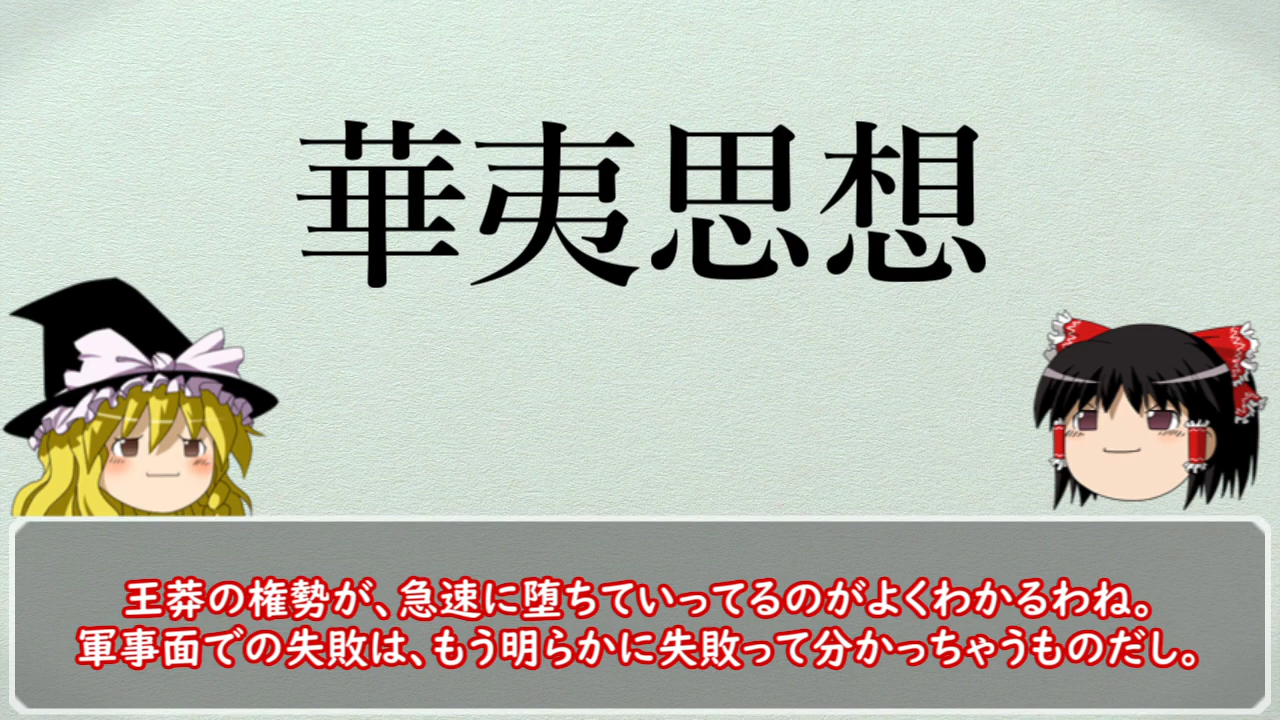 華夷思想
王莽の権勢が、急速に堕ちていってるのがよくわかるわね。
軍事面での失敗は、もう明らかに失敗って分かっちゃうものだし。